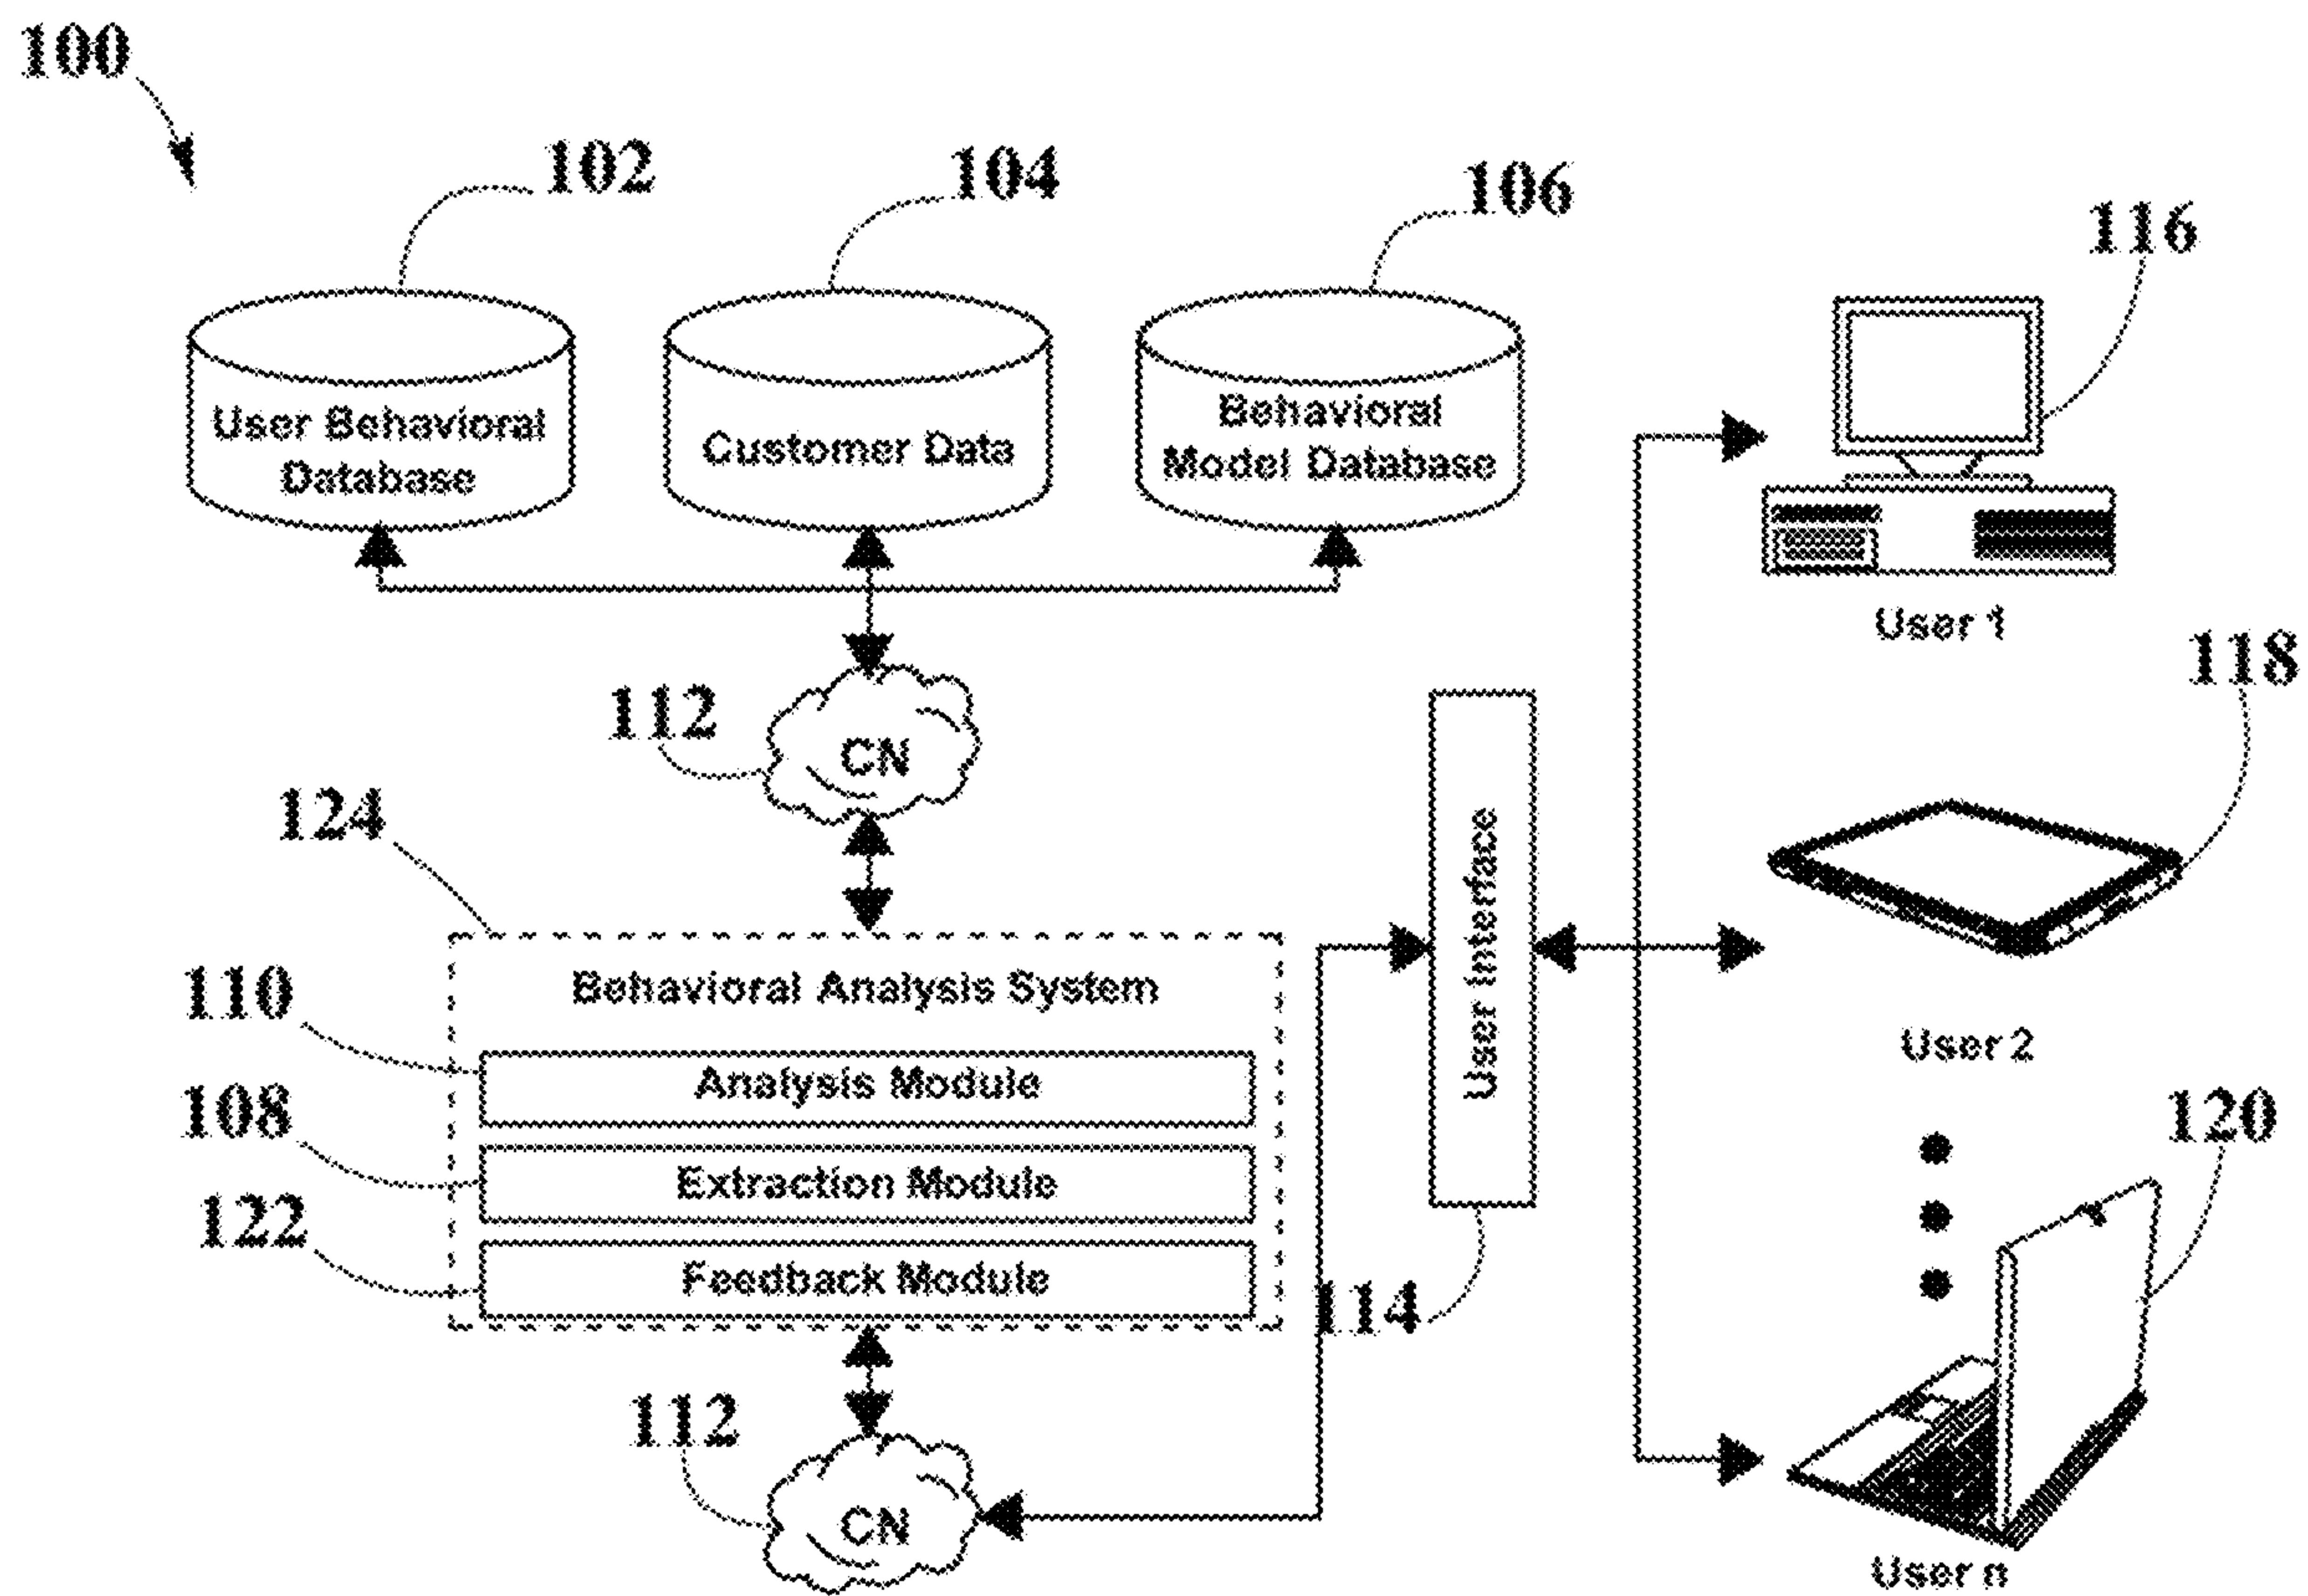 100
102
104
106
116
User Behavioral
Database
Customer Data
Behavioral
Model Database
User 1
118
112
CN
124
User Interface
Behavioral Analysis System
110
Analysis Module
108
Extraction Module
122
Feedback Module
114
User 2
120
112
CN
User n